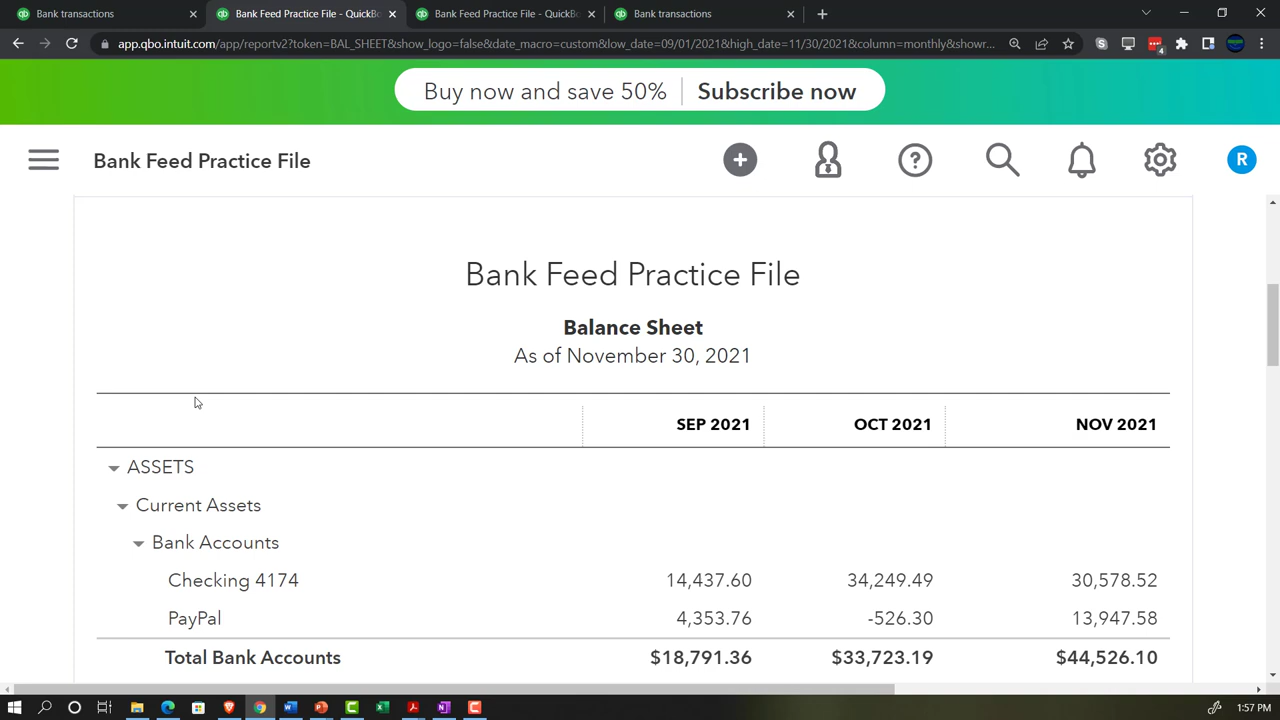 Bank transactions
Bank Feed Practice File - QuickBo
Bank Feed Practice File - QuickBo
Bank transactions
app.qbo.intuit.com/app/reportv2?token=BAL_SHEET&show_logo=false&date_macro=custom&low_date=09/01/2021&high_date=11/30/2021&column=monthly&showr...
4
Buy now and save 50% Subscribe now
Bank Feed Practice File
R
Bank Feed Practice File
Balance Sheet
As of November 30, 2021
SEP 2021 OCT 2021 NOV 2021
ASSETS
Current Assets
Bank Accounts
Checking 4174 14,437.60 34,249.49 30,578.52
PayPal 4,353.76 -526.30 13,947.58
Total Bank Accounts $18,791.36 $33,723.19 $44,526.10
1:57 PM